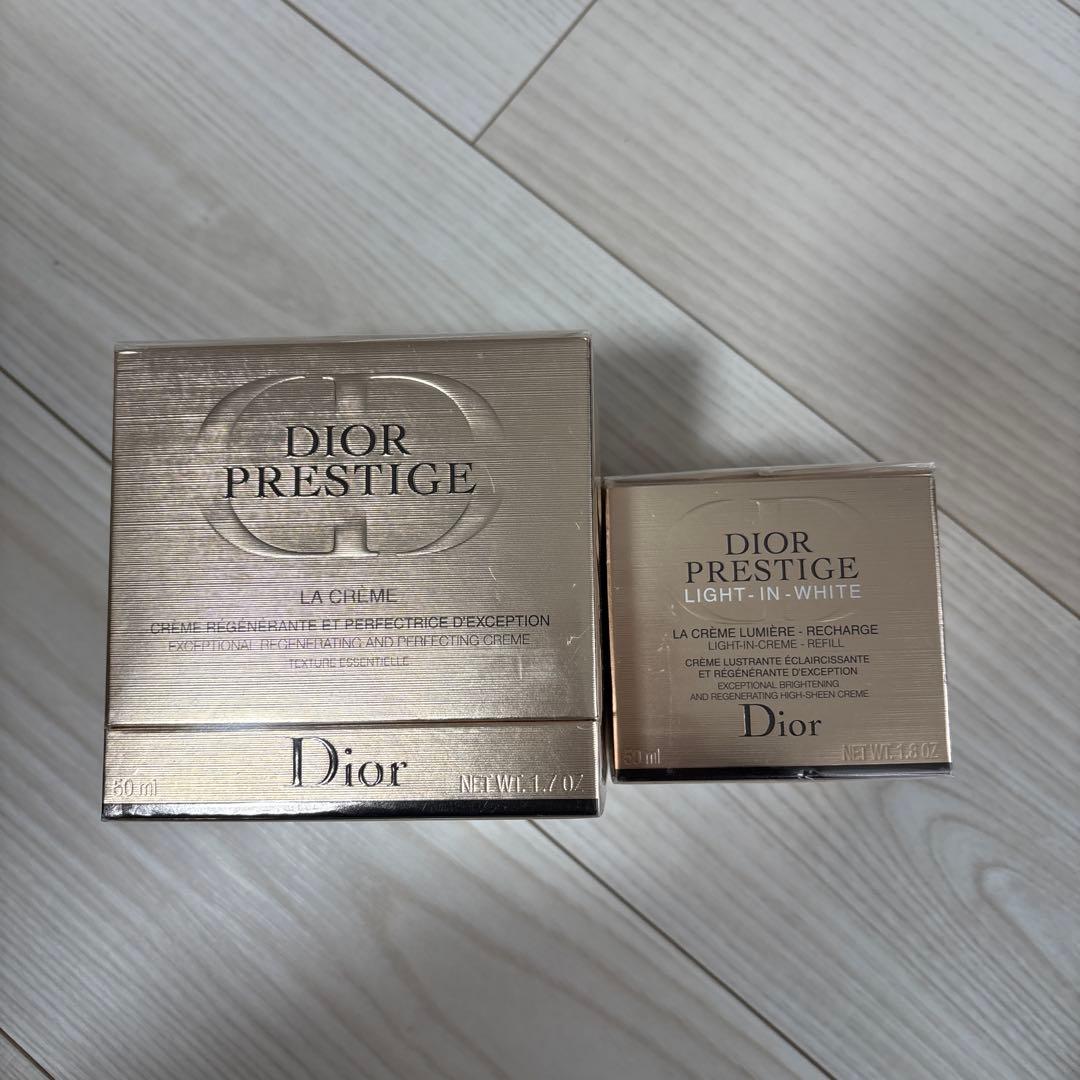 DIOR
PRESTIGE
LA CRÈME
CRÈME RÉGÉNÉRANTE ET PERFECTRICE D'EXCEPTION
EXCEPTIONAL REGENERATING AND PERFECTING CREME
TEXTURE ESSENTIELLE
Dior
50 ml
NET WT. 1.7 OZ
DIOR
PRESTIGE
LIGHT-IN-WHITE
LA CRÈME LUMIÈRE - RECHARGE
LIGHT-IN-CREME - REFILL
CRÈME LUSTRANTE ÉCLAIRCISSANTE
ET RÉGÉNÉRANTE D'EXCEPTION
EXCEPTIONAL BRIGHTENING
AND REGENERATING HIGH-SHEEN CREME
Dior
50 ml
NET WT. 1.8 OZ